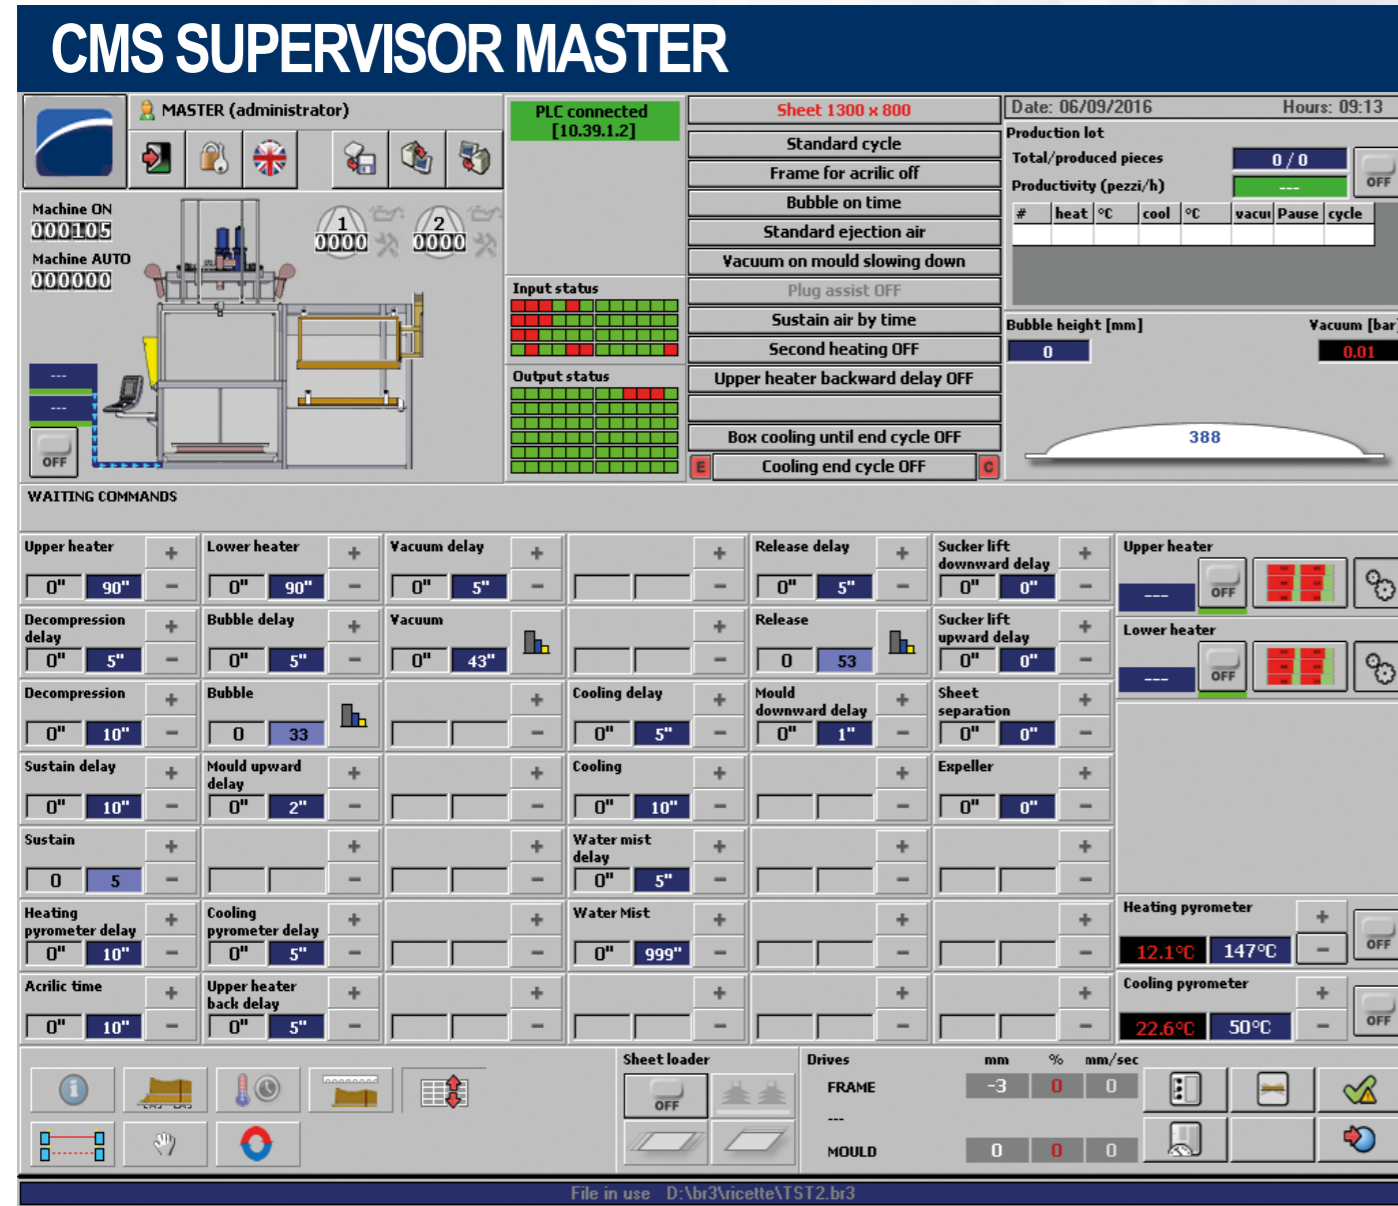 CMS SUPERVISOR MASTER
MASTER (administrator)
PLC connected
[10.39.1.2]
Sheet 1300 x 800
Standard cycle
Frame for acrilic off
Bubble on time
Standard ejection air
Vacuum on mould slowing down
Plug assist OFF
Sustain air by time
Second heating OFF
Upper heater backward delay OFF
Box cooling until end cycle OFF
E Cooling end cycle OFF C
Date: 06/09/2016 Hours: 09:13
Production lot
Total/produced pieces 0 / 0
Productivity (pezzi/h) ---
OFF
# heat °C cool °C vacui Pause cycle
Machine ON
000105
Machine AUTO
000000
1
0000
2
0000
---
---
OFF
Input status
Output status
Bubble height [mm] Vacuum [bar]
0 0.01
388
WAITING COMMANDS
Upper heater + Lower heater + Vacuum delay + + Release delay + Sucker lift downward delay + Upper heater
0" 90" − 0" 90" − 0" 5" − − 0" 5" − 0" 0" − --- OFF
Decompression delay + Bubble delay + Vacuum + Release Sucker lift upward delay + Lower heater
0" 5" − 0" 5" − 0" 43" − 0 53 0" 0" − --- OFF
Decompression + Bubble + Cooling delay + Mould downward delay + Sheet separation +
0" 10" − 0 33 − 0" 5" − 0" 1" − 0" 0" −
Sustain delay + Mould upward delay + + Cooling + + Expeller +
0" 10" − 0" 2" − − 0" 10" − − 0" 0" −
Sustain + + + Water mist delay + + +
0 5 − − − 0" 5" − − −
Heating pyrometer delay + Cooling pyrometer delay + + Water Mist + + + Heating pyrometer +
0" 10" − 0" 5" − − 0" 999" − − − 12.1°C 147°C − OFF
Acrilic time + Upper heater back delay + + + + + Cooling pyrometer +
0" 10" − 0" 5" − − − − − 22.6°C 50°C − OFF
Sheet loader
OFF
Drives mm % mm/sec
FRAME -3 0 0
---
MOULD 0 0 0
File in use D:\br3\ricette\TST2.br3